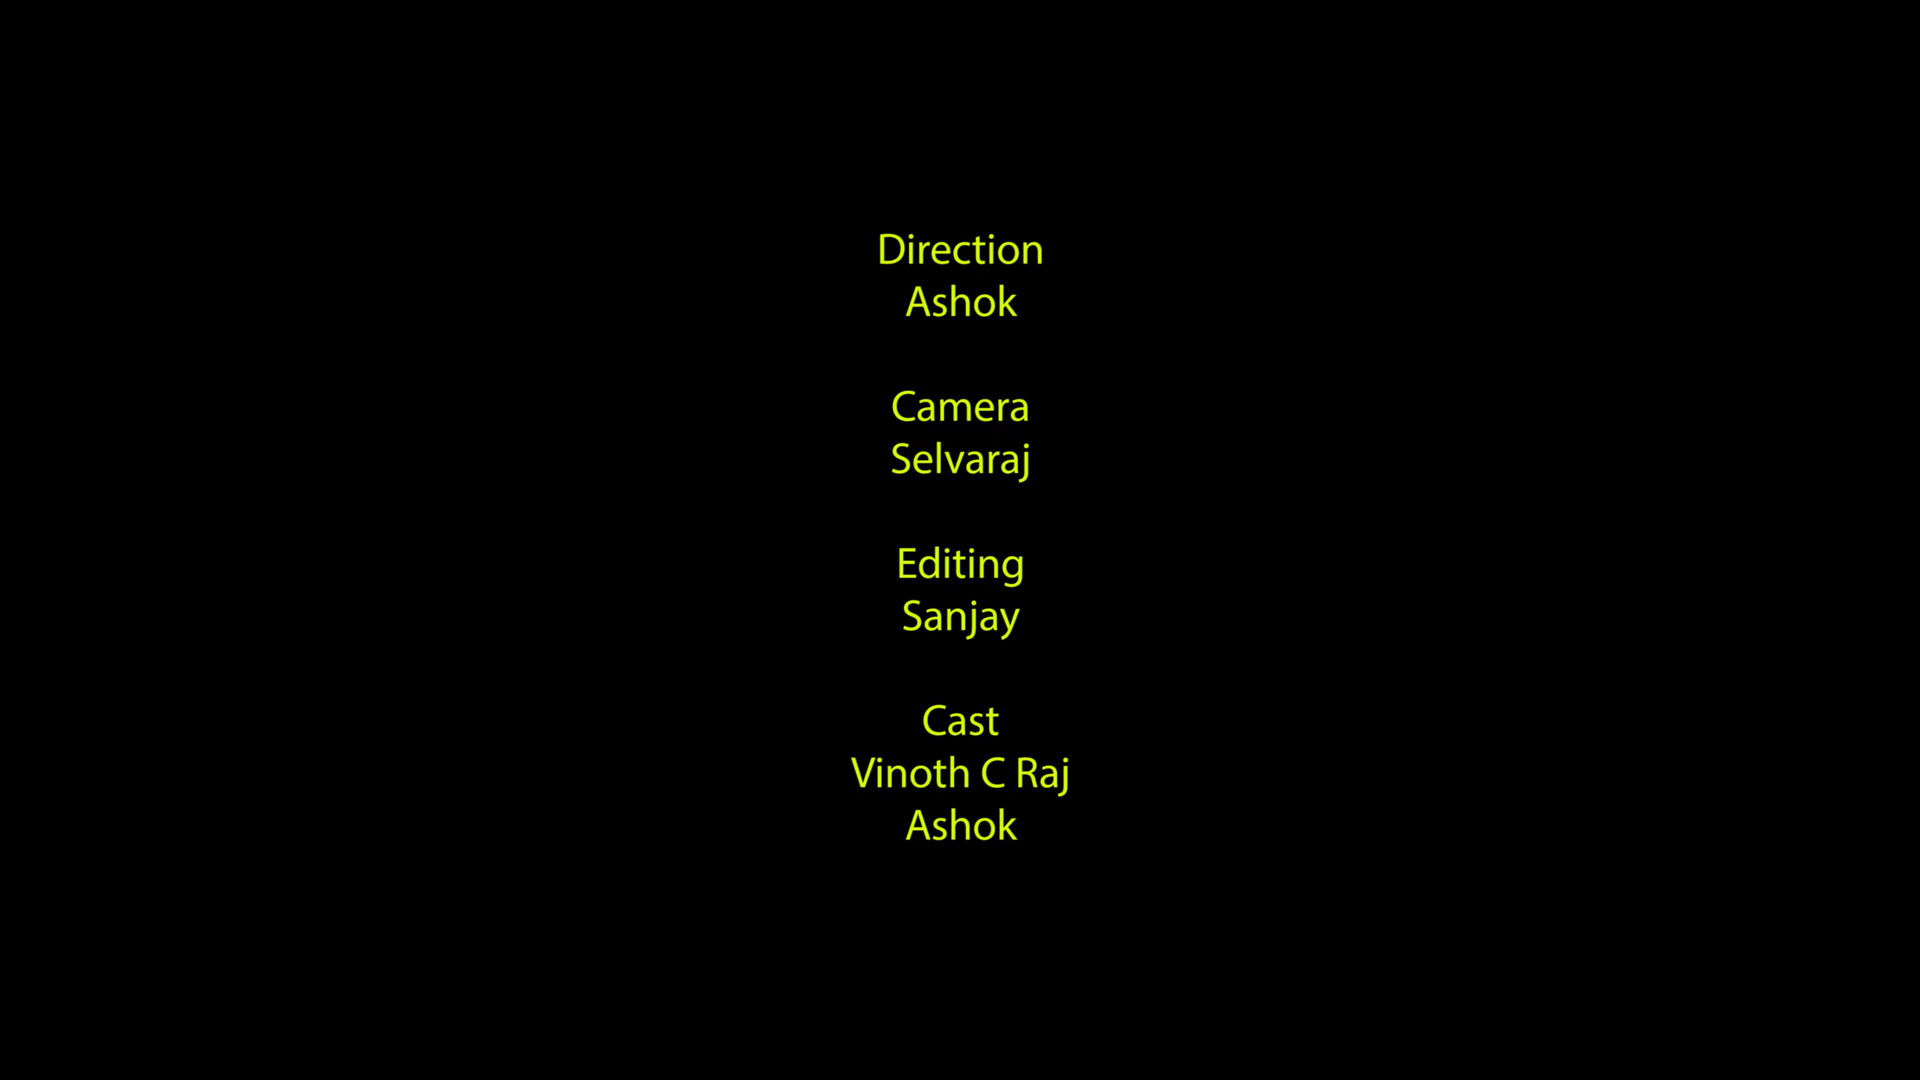 Direction
Ashok
Camera
Selvaraj
Editing
Sanjay
Cast
Vinoth C Raj
Ashok